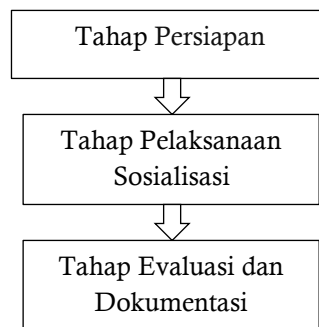 Tahap Persiapan
Tahap Pelaksanaan
Sosialisasi
Tahap Evaluasi dan
Dokumentasi